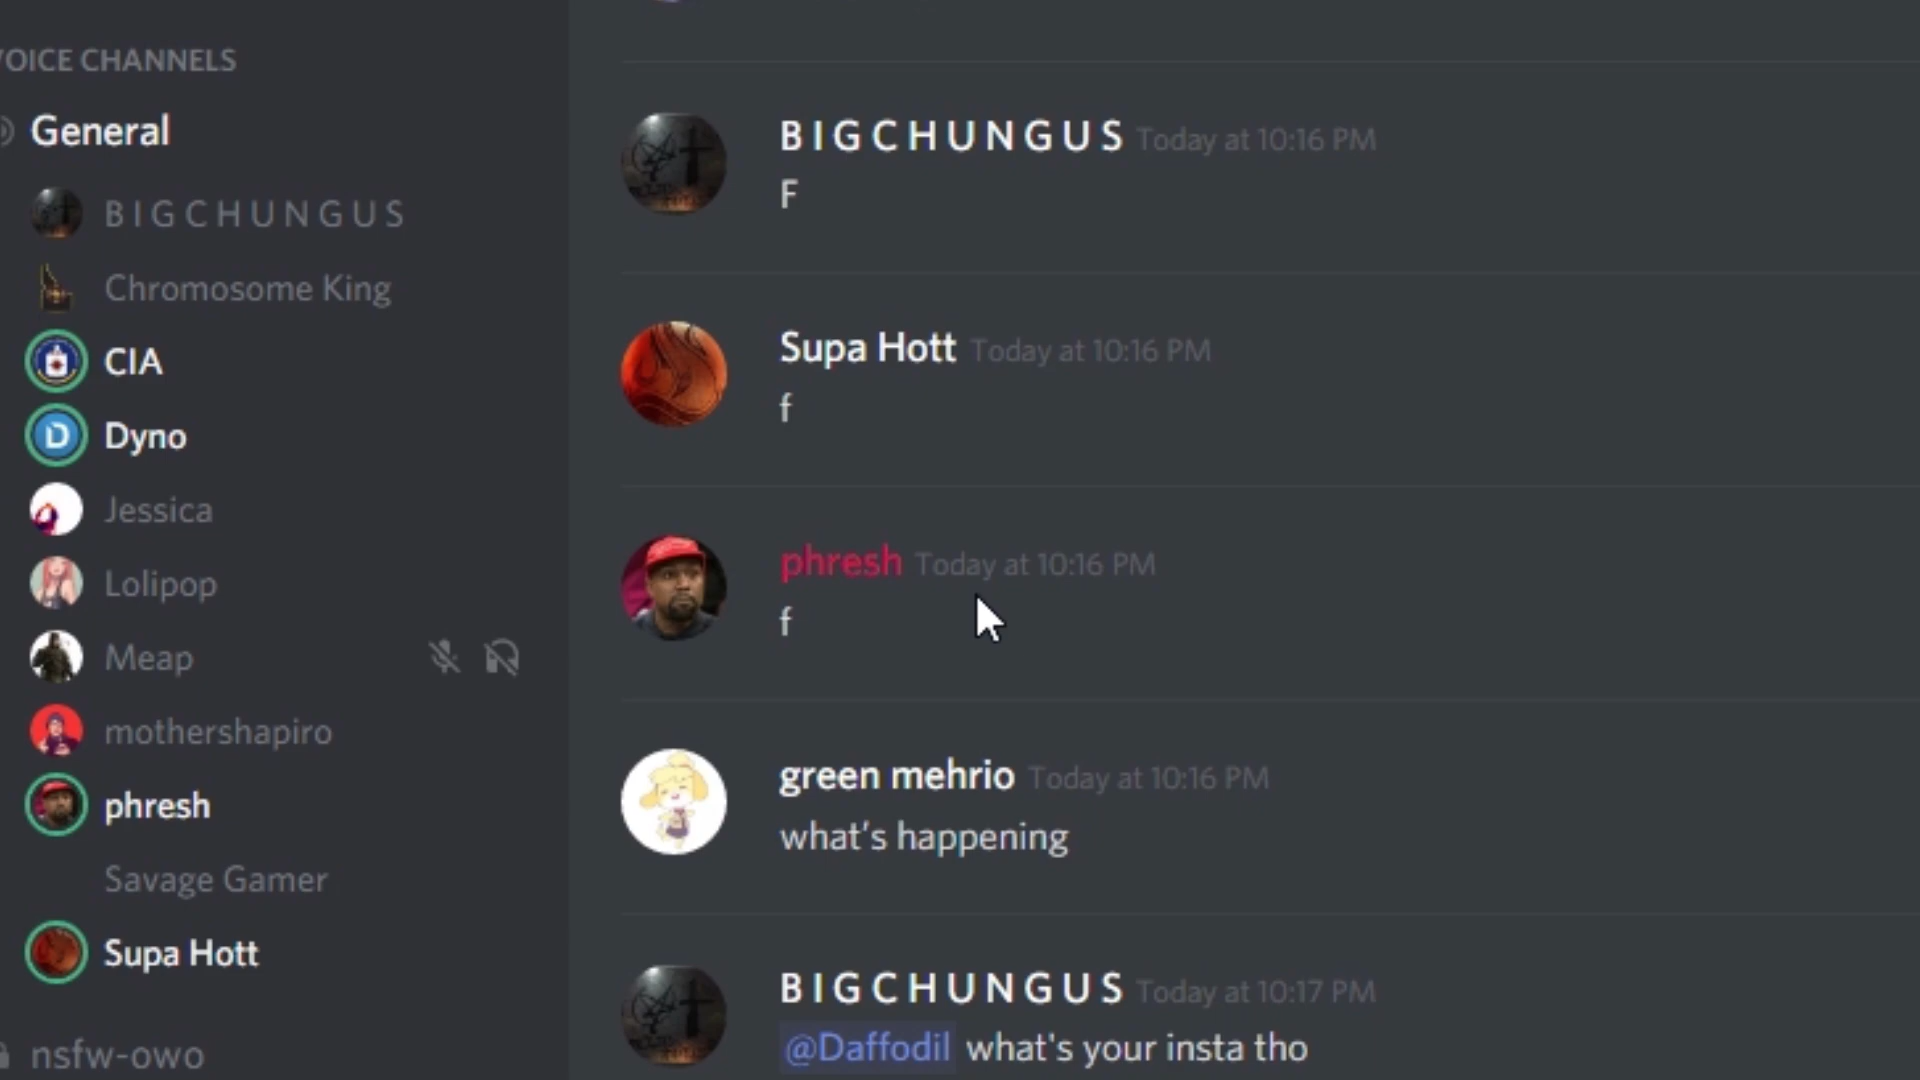 VOICE CHANNELS
General
B I G C H U N G U S
Chromosome King
CIA
Dyno
Jessica
Lolipop
Meap
mothershapiro
phresh
Savage Gamer
Supa Hott
nsfw-owo
B I G C H U N G U S Today at 10:16 PM
F
Supa Hott Today at 10:16 PM
f
phresh Today at 10:16 PM
f
green mehrio Today at 10:16 PM
what's happening
B I G C H U N G U S Today at 10:17 PM
@Daffodil what's your insta tho